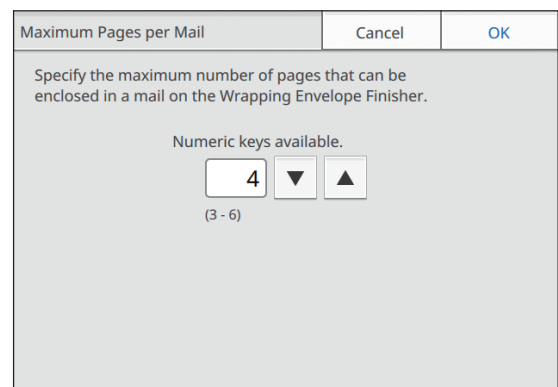 Maximum Pages per Mail
Cancel
OK
Specify the maximum number of pages that can be
enclosed in a mail on the Wrapping Envelope Finisher.
Numeric keys available.
4 ▼ ▲
(3 - 6)